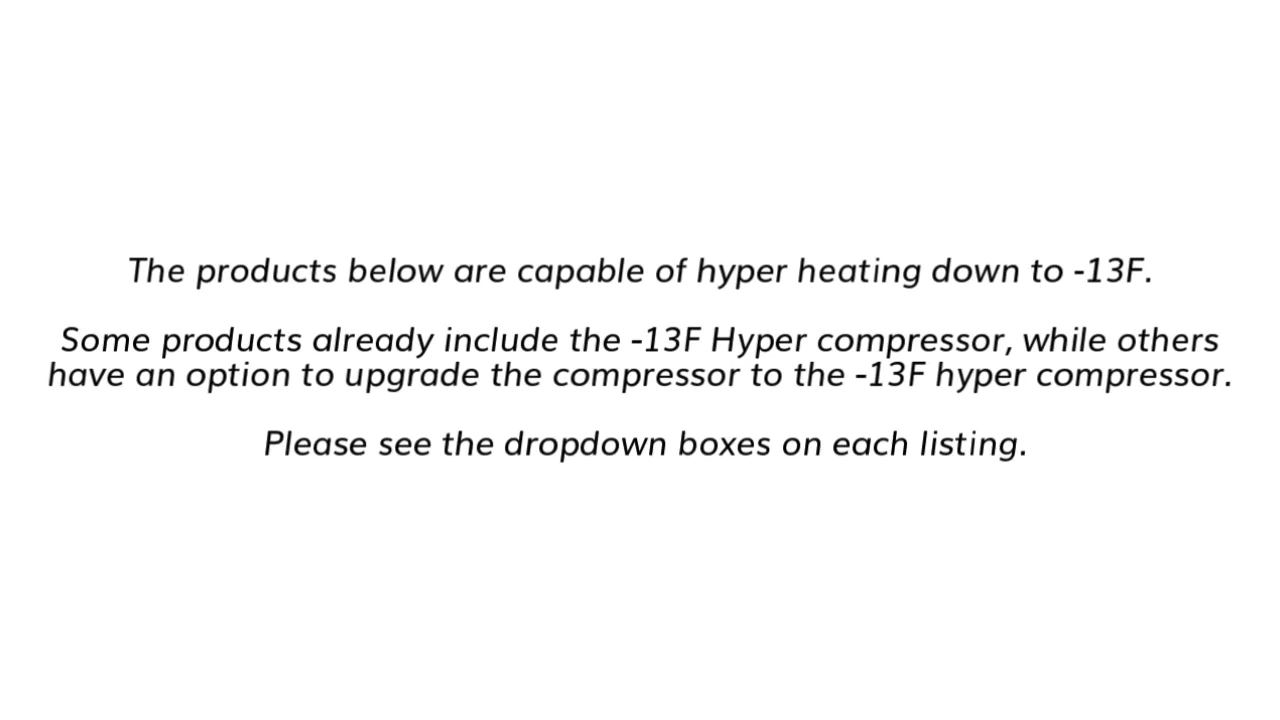 The products below are capable of hyper heating down to -13F.
Some products already include the -13F Hyper compressor, while others
have an option to upgrade the compressor to the -13F hyper compressor.
Please see the dropdown boxes on each listing.